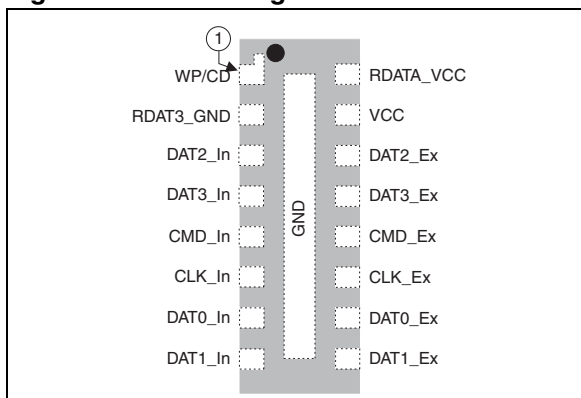 1
WP/CD RDATA_VCC
RDAT3_GND VCC
DAT2_In DAT2_Ex
DAT3_In DAT3_Ex
GND
CMD_In CMD_Ex
CLK_In CLK_Ex
DAT0_In DAT0_Ex
DAT1_In DAT1_Ex